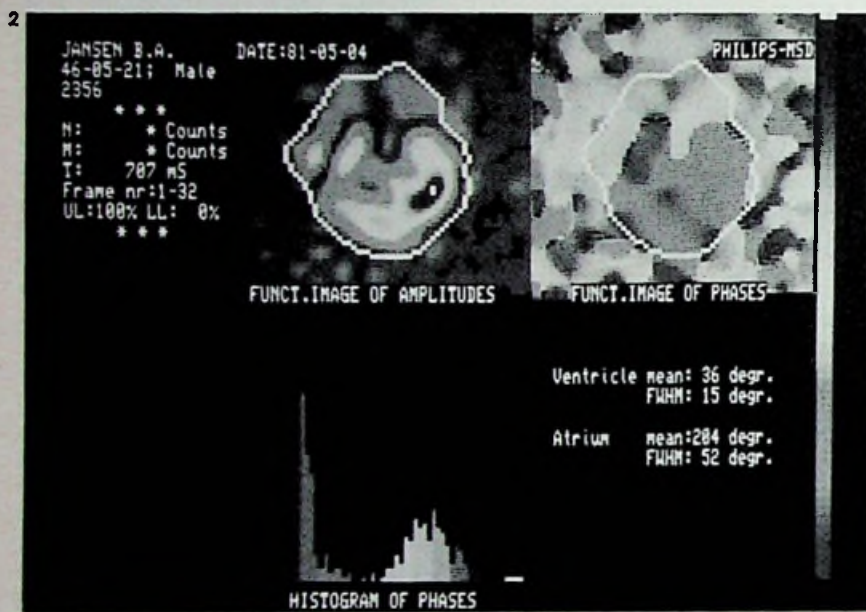 2
JANSEN B.A.
46-05-21; Male
2356
* * *
N: * Counts
M: * Counts
T: 707 mS
Frame nr:1-32
UL:100% LL: 0%
* * *
DATE:81-05-04
PHILIPS-MSD
FUNCT.IMAGE OF AMPLITUDES
FUNCT.IMAGE OF PHASES
Ventricle mean: 36 degr.
FWHM: 15 degr.
Atrium mean:204 degr.
FWHM: 52 degr.
HISTOGRAM OF PHASES